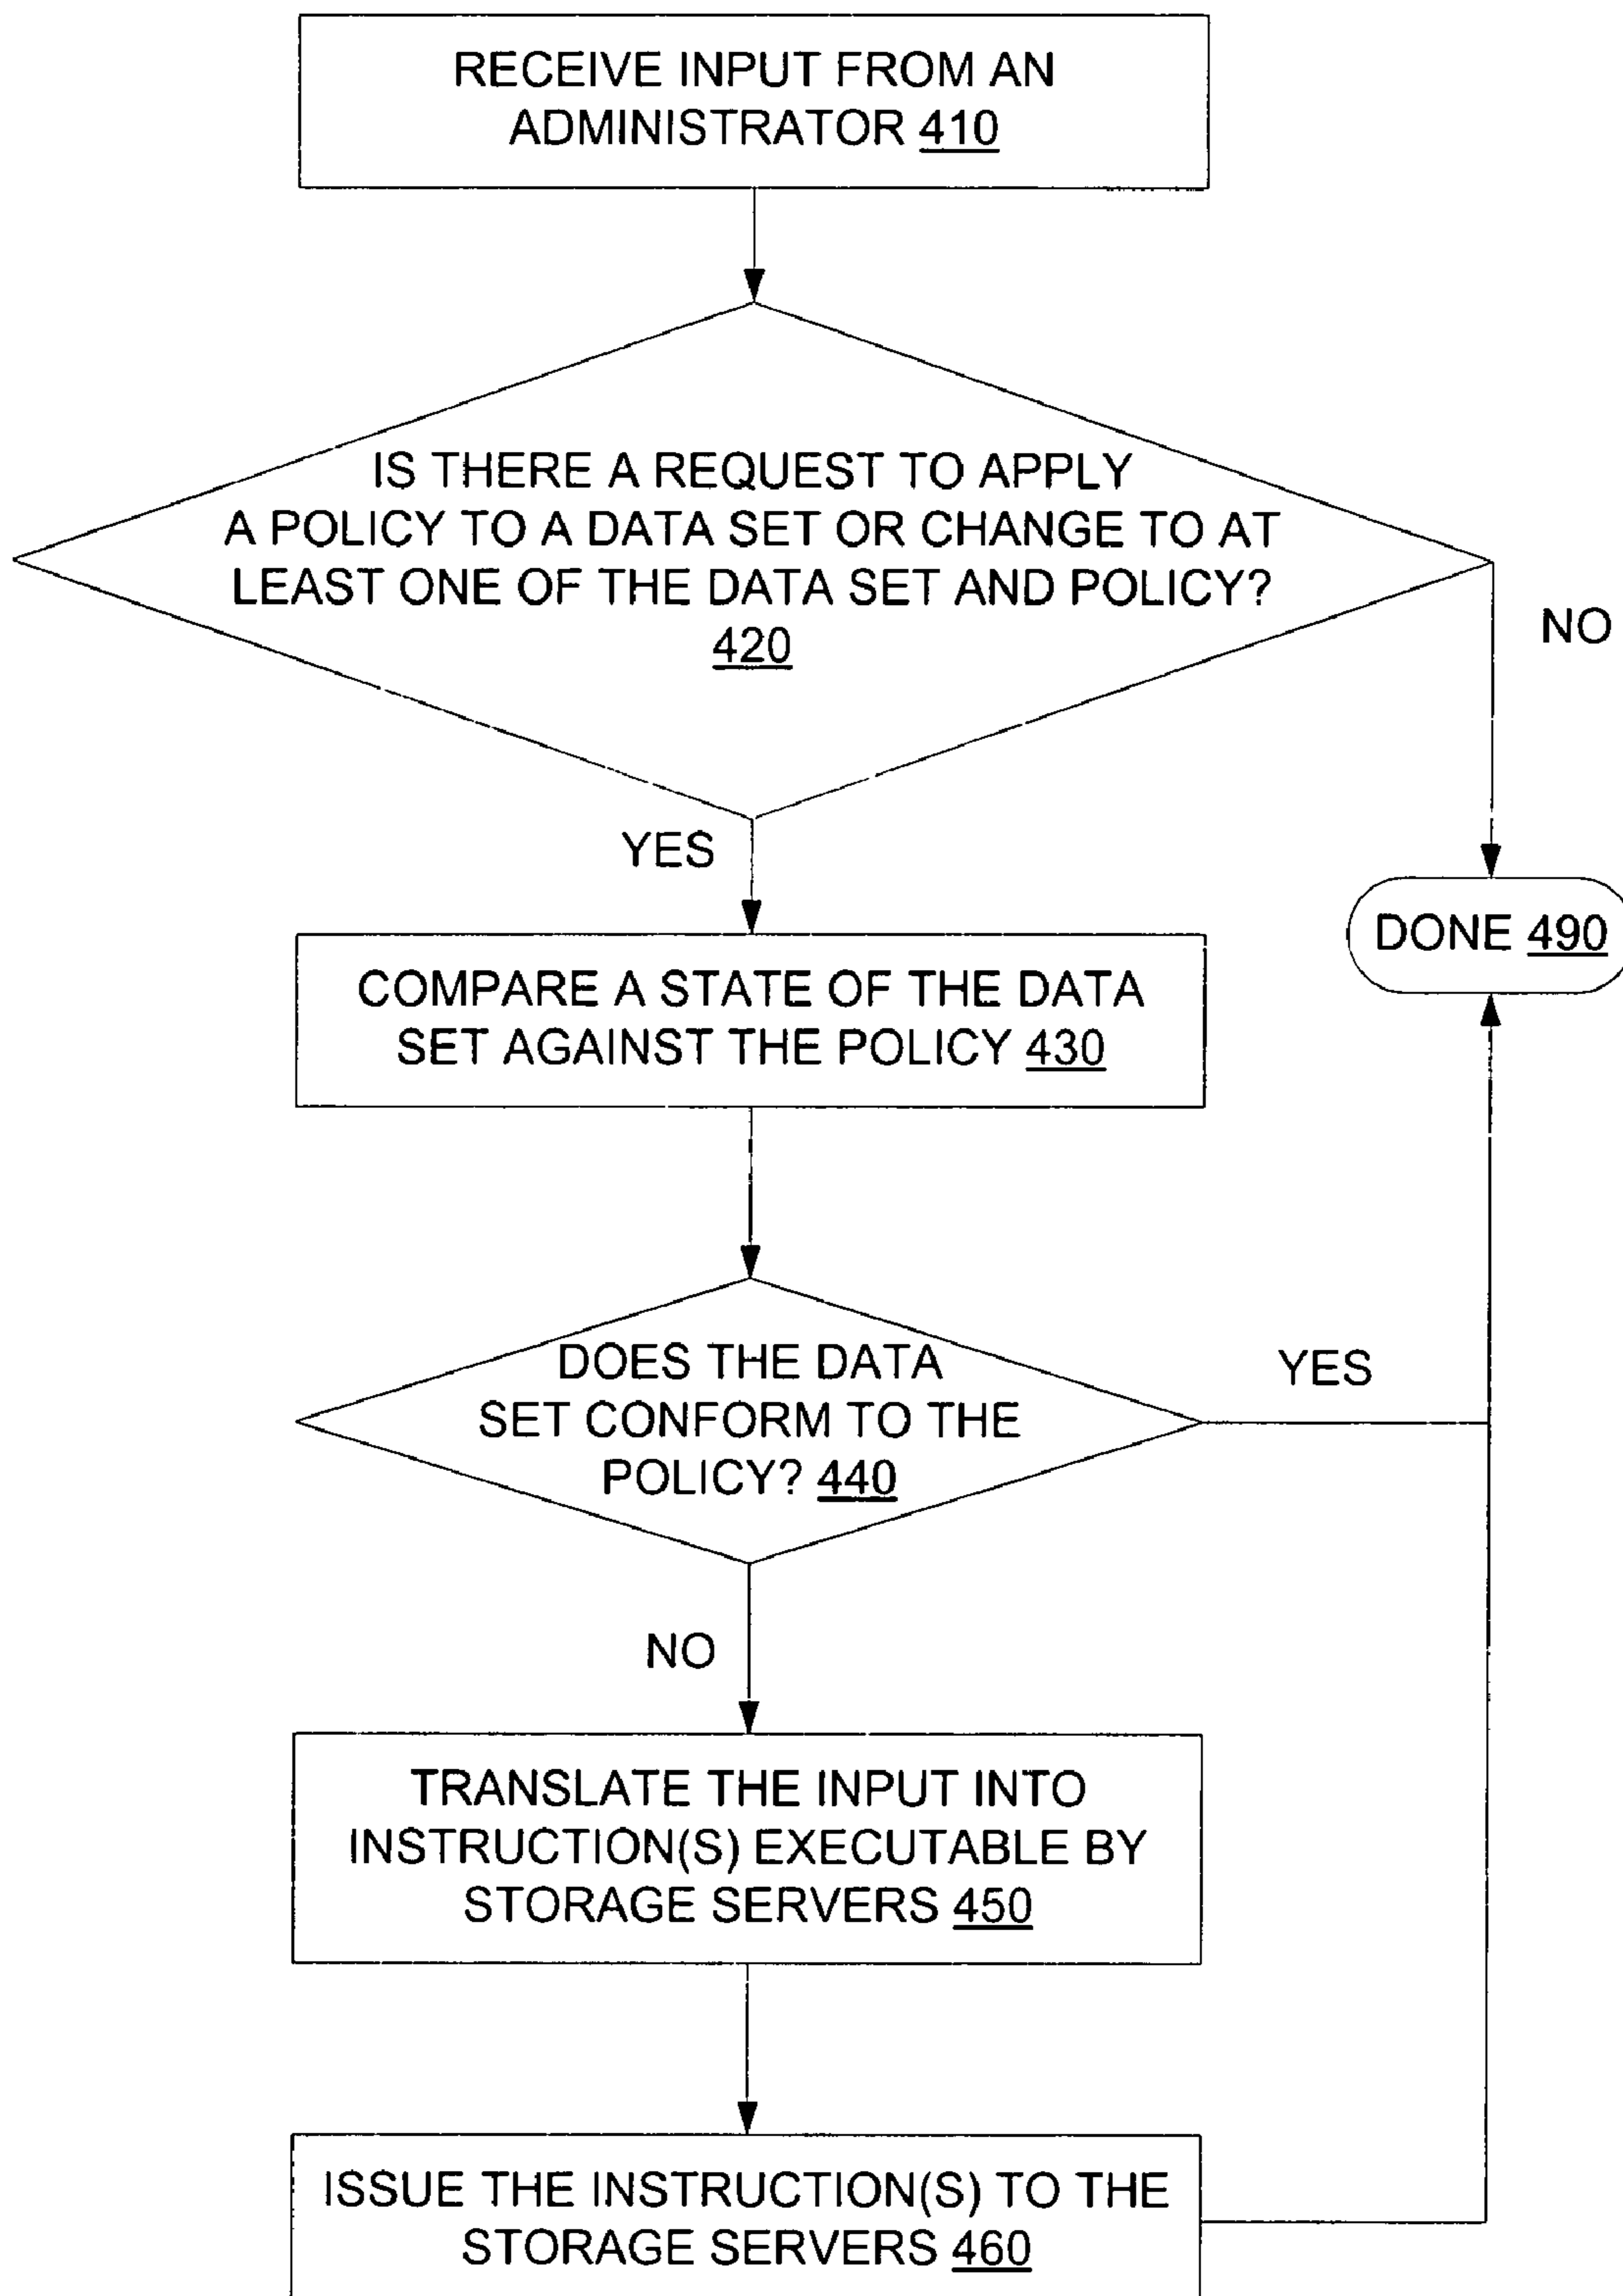 RECEIVE INPUT FROM AN
ADMINISTRATOR 410
IS THERE A REQUEST TO APPLY
A POLICY TO A DATA SET OR CHANGE TO AT
LEAST ONE OF THE DATA SET AND POLICY?
420
NO
YES
DONE 490
COMPARE A STATE OF THE DATA
SET AGAINST THE POLICY 430
DOES THE DATA
SET CONFORM TO THE
POLICY? 440
YES
NO
TRANSLATE THE INPUT INTO
INSTRUCTION(S) EXECUTABLE BY
STORAGE SERVERS 450
ISSUE THE INSTRUCTION(S) TO THE
STORAGE SERVERS 460